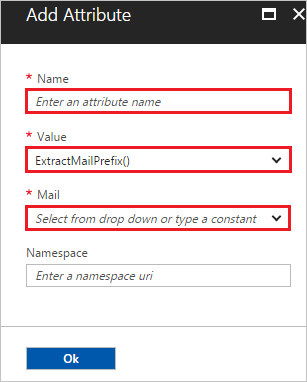 Add Attribute
* Name
Enter an attribute name
* Value
ExtractMailPrefix()
* Mail
Select from drop down or type a constant
Namespace
Enter a namespace uri
Ok